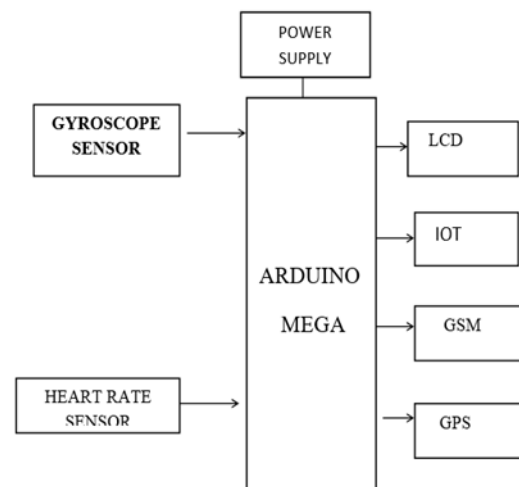 POWER
SUPPLY
GYROSCOPE
SENSOR
LCD
IOT
ARDUINO
MEGA
GSM
HEART RATE
SENSOR
GPS